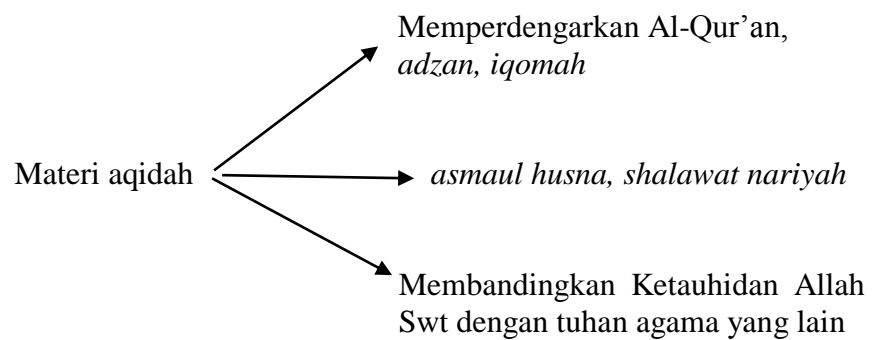 Memperdengarkan Al-Qur’an,
adzan, iqomah
Materi aqidah
asmaul husna, shalawat nariyah
Membandingkan Ketauhidan Allah
Swt dengan tuhan agama yang lain